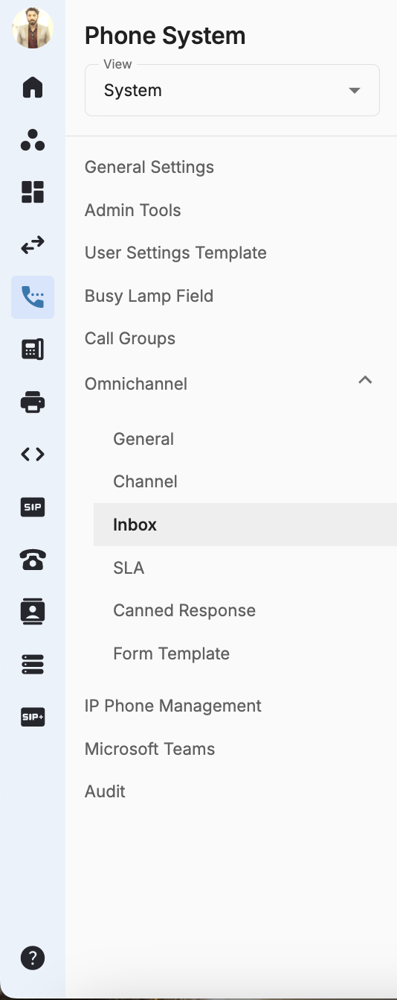 Phone System
View
System
General Settings
Admin Tools
User Settings Template
Busy Lamp Field
Call Groups
Omnichannel
General
Channel
Inbox
SIP
SLA
Canned Response
Form Template
IP Phone Management
SIP+
Microsoft Teams
Audit
?